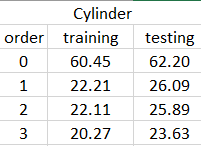 Cylinder
order training testing
0 60.45 62.20
1 22.21 26.09
2 22.11 25.89
3 20.27 23.63